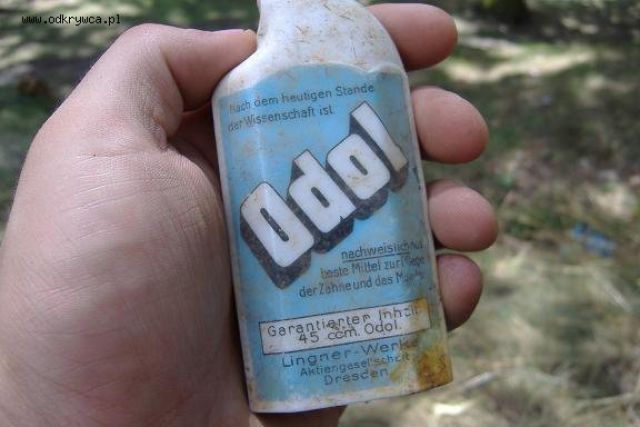 www.odkrywca.pl
Nach dem heutigen Stande
der Wissenschaft ist
Odol
nachweislich
beste Mittel zur
der Zähne und das
Garantierter Inhalt
45 ccm. Odol.
Lingner-Werke
Aktiengesellschaft
Dresden